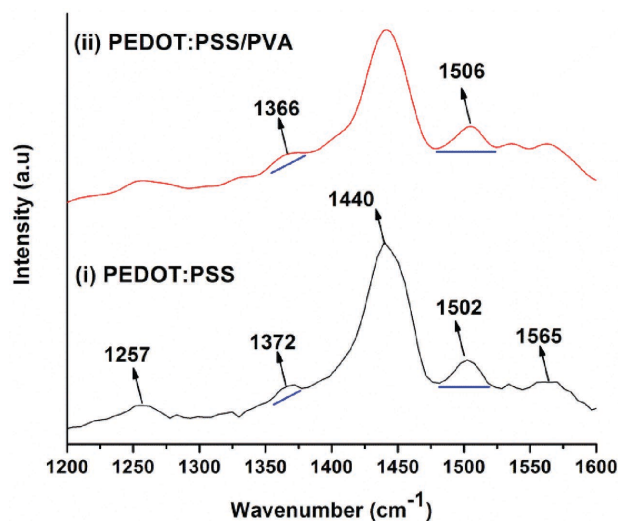 (ii) PEDOT:PSS/PVA
1506
1366
1440
(i) PEDOT:PSS
1502
1372
1565
1257
Intensity (a.u)
1200 1250 1300 1350 1400 1450 1500 1550 1600
Wavenumber (cm-1)